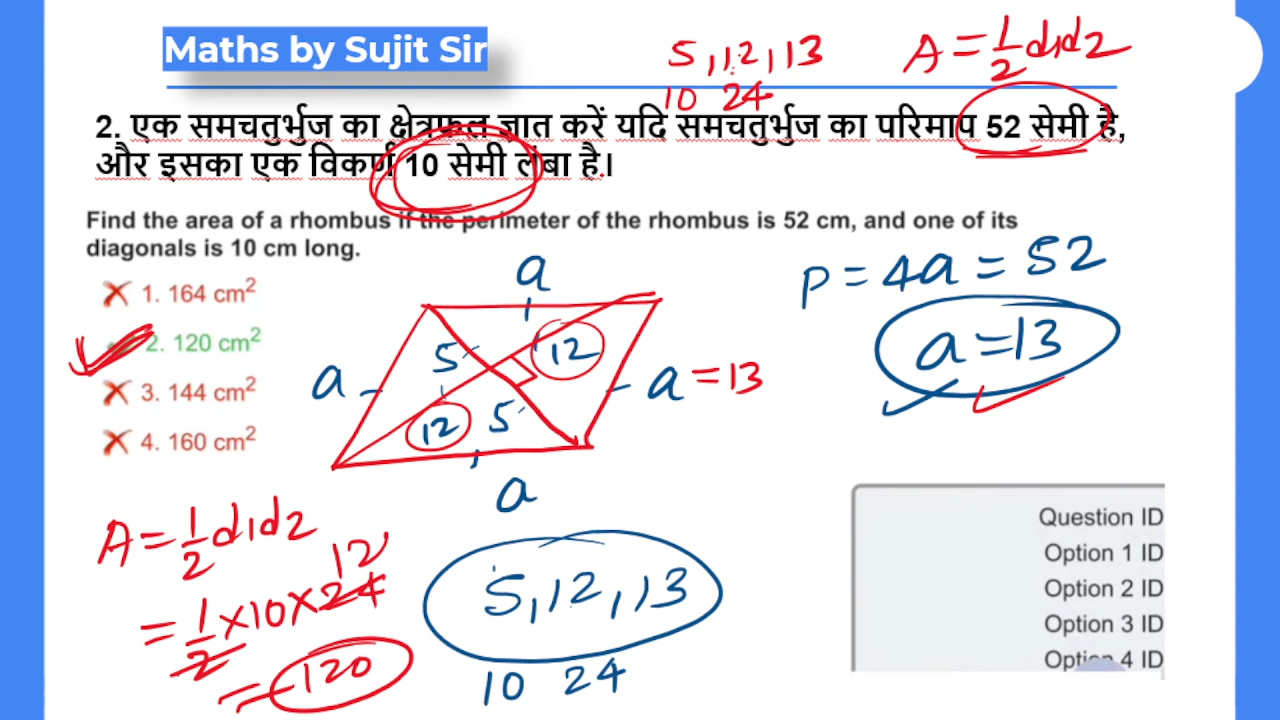 Maths by Sujit Sir
5, 12, 13
10 24
A = 1/2 d1d2
2. एक समचतुर्भुज का क्षेत्रफल ज्ञात करें यदि समचतुर्भुज का परिमाप 52 सेमी है,
और इसका एक विकर्ण 10 सेमी लंबा है।
Find the area of a rhombus if the perimeter of the rhombus is 52 cm, and one of its
diagonals is 10 cm long.
1. 164 cm²
2. 120 cm²
3. 144 cm²
4. 160 cm²
a
a
5
12
12
5
a = 13
a
P = 4a = 52
a = 13
A = 1/2 d1d2
12
= 1/2 × 10 × 24
= 120
5, 12, 13
10 24
Question ID
Option 1 ID
Option 2 ID
Option 3 ID
Option 4 ID